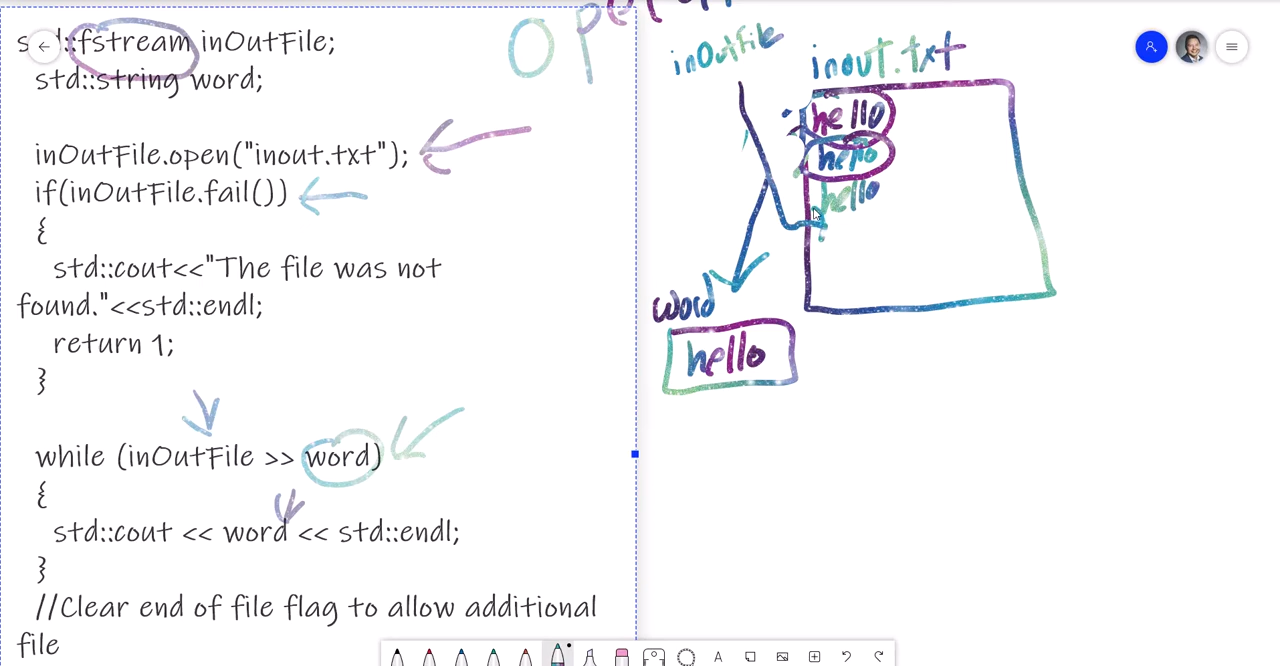 std::fstream inOutFile;
std::string word;
inOutFile.open("inout.txt");
if(inOutFile.fail())
{
std::cout<<"The file was not
found."<<std::endl;
return 1;
}
while (inOutFile >> word)
{
std::cout << word << std::endl;
}
//Clear end of file flag to allow additional
file
inOutFile
inout.txt
hello
hello
hello
word
hello
A